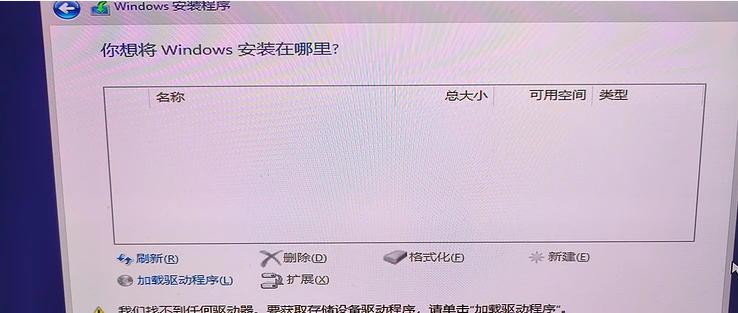 Windows 安装程序
你想将 Windows 安装在哪里?
名称 总大小 可用空间 类型
刷新(R) 删除(D) 格式化(F) 新建(E)
加载驱动程序(L) 扩展(X)
我们找不到任何驱动器。要获取存储设备驱动程序，请单击“加载驱动程序”。